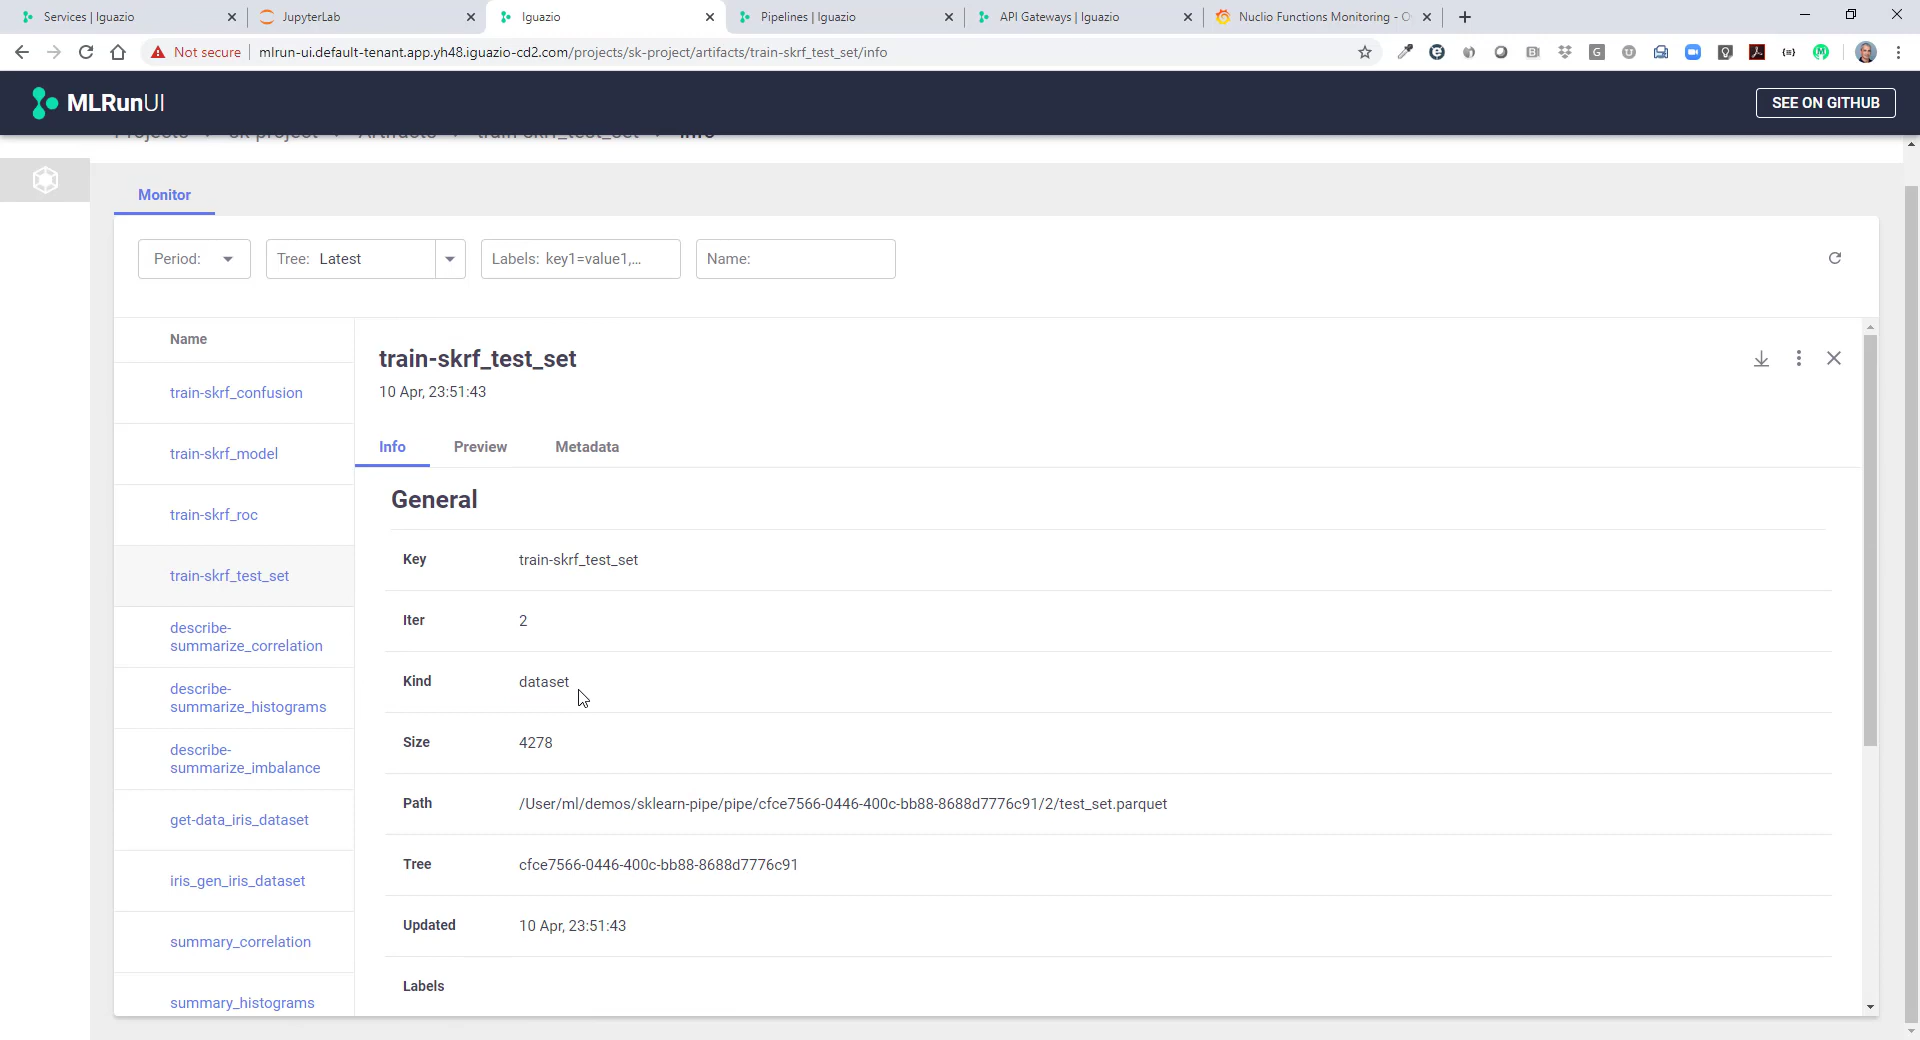 Services | Iguazio
JupyterLab
Iguazio
Pipelines | Iguazio
API Gateways | Iguazio
Nuclio Functions Monitoring -
Not secure
mlrun-ui.default-tenant.app.yh48.iguazio-cd2.com/projects/sk-project/artifacts/train-skrf_test_set/info
MLRunUI
SEE ON GITHUB
Projects > sk-project > Artifacts > train-skrf_test_set > Info
Monitor
Period:
Tree: Latest
Labels: key1=value1,...
Name:
Name
train-skrf_confusion
train-skrf_model
train-skrf_roc
train-skrf_test_set
describe-
summarize_correlation
describe-
summarize_histograms
describe-
summarize_imbalance
get-data_iris_dataset
iris_gen_iris_dataset
summary_correlation
summary_histograms
train-skrf_test_set
10 Apr, 23:51:43
Info
Preview
Metadata
General
Key train-skrf_test_set
Iter 2
Kind dataset
Size 4278
Path /User/ml/demos/sklearn-pipe/pipe/cfce7566-0446-400c-bb88-8688d7776c91/2/test_set.parquet
Tree cfce7566-0446-400c-bb88-8688d7776c91
Updated 10 Apr, 23:51:43
Labels